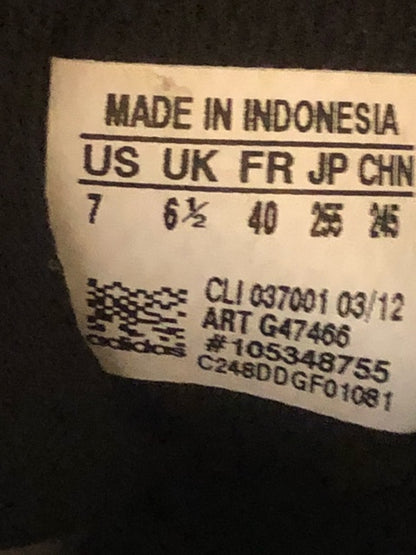 MADE IN INDONESIA
US UK FR JP CHN
7 6½ 40 255 245
CLI 037001 03/12
ART G47466
#105348755
adidas C248DDGF01081